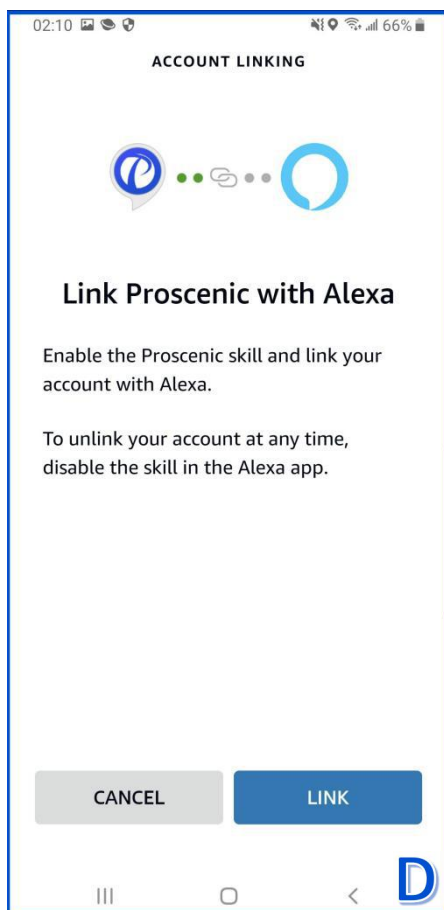 02:10 66%
ACCOUNT LINKING
Link Proscenic with Alexa
Enable the Proscenic skill and link your
account with Alexa.
To unlink your account at any time,
disable the skill in the Alexa app.
CANCEL LINK
D